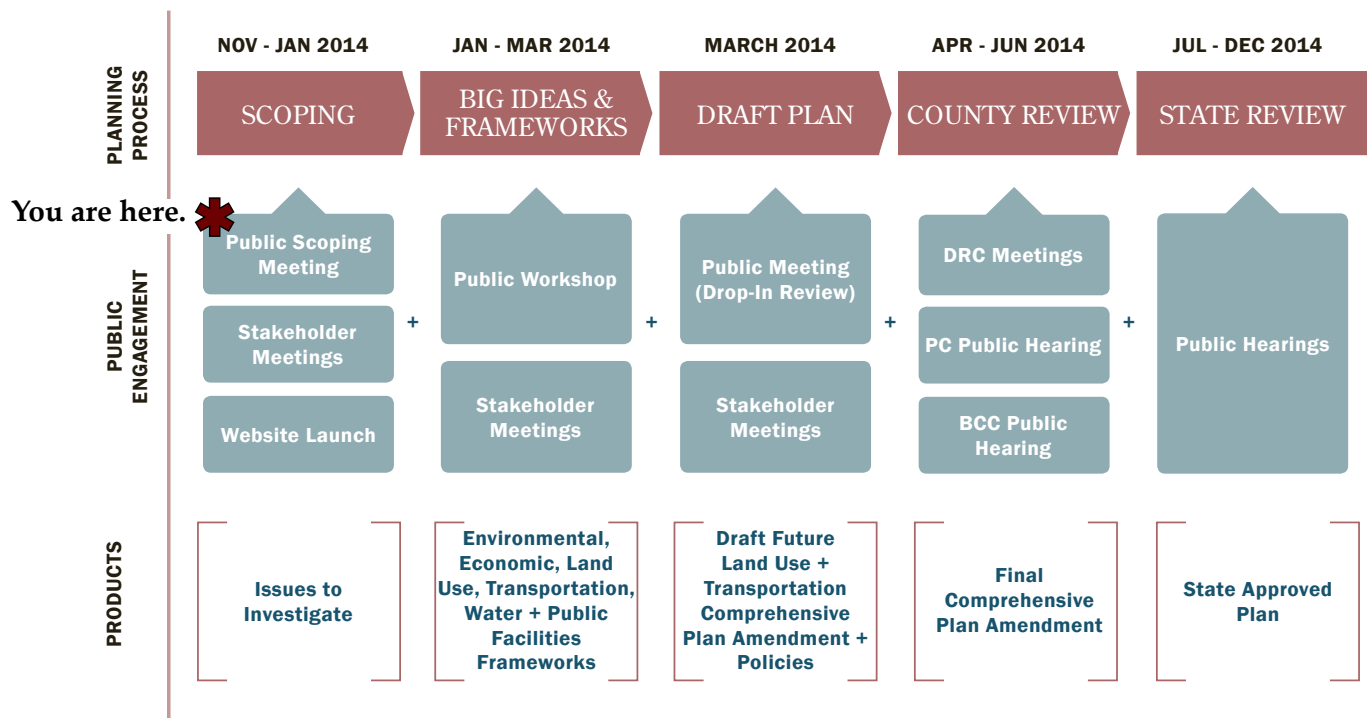 NOV - JAN 2014
JAN - MAR 2014
MARCH 2014
APR - JUN 2014
JUL - DEC 2014
PLANNING
PROCESS
SCOPING
BIG IDEAS &
FRAMEWORKS
DRAFT PLAN
COUNTY REVIEW
STATE REVIEW
You are here.
PUBLIC
ENGAGEMENT
Public Scoping
Meeting
Stakeholder
Meetings
Website Launch
+
Public Workshop
Stakeholder
Meetings
+
Public Meeting
(Drop-In Review)
Stakeholder
Meetings
+
DRC Meetings
PC Public Hearing
BCC Public
Hearing
+
Public Hearings
PRODUCTS
Issues to
Investigate
Environmental,
Economic, Land
Use, Transportation,
Water + Public
Facilities
Frameworks
Draft Future
Land Use +
Transportation
Comprehensive
Plan Amendment +
Policies
Final
Comprehensive
Plan Amendment
State Approved
Plan